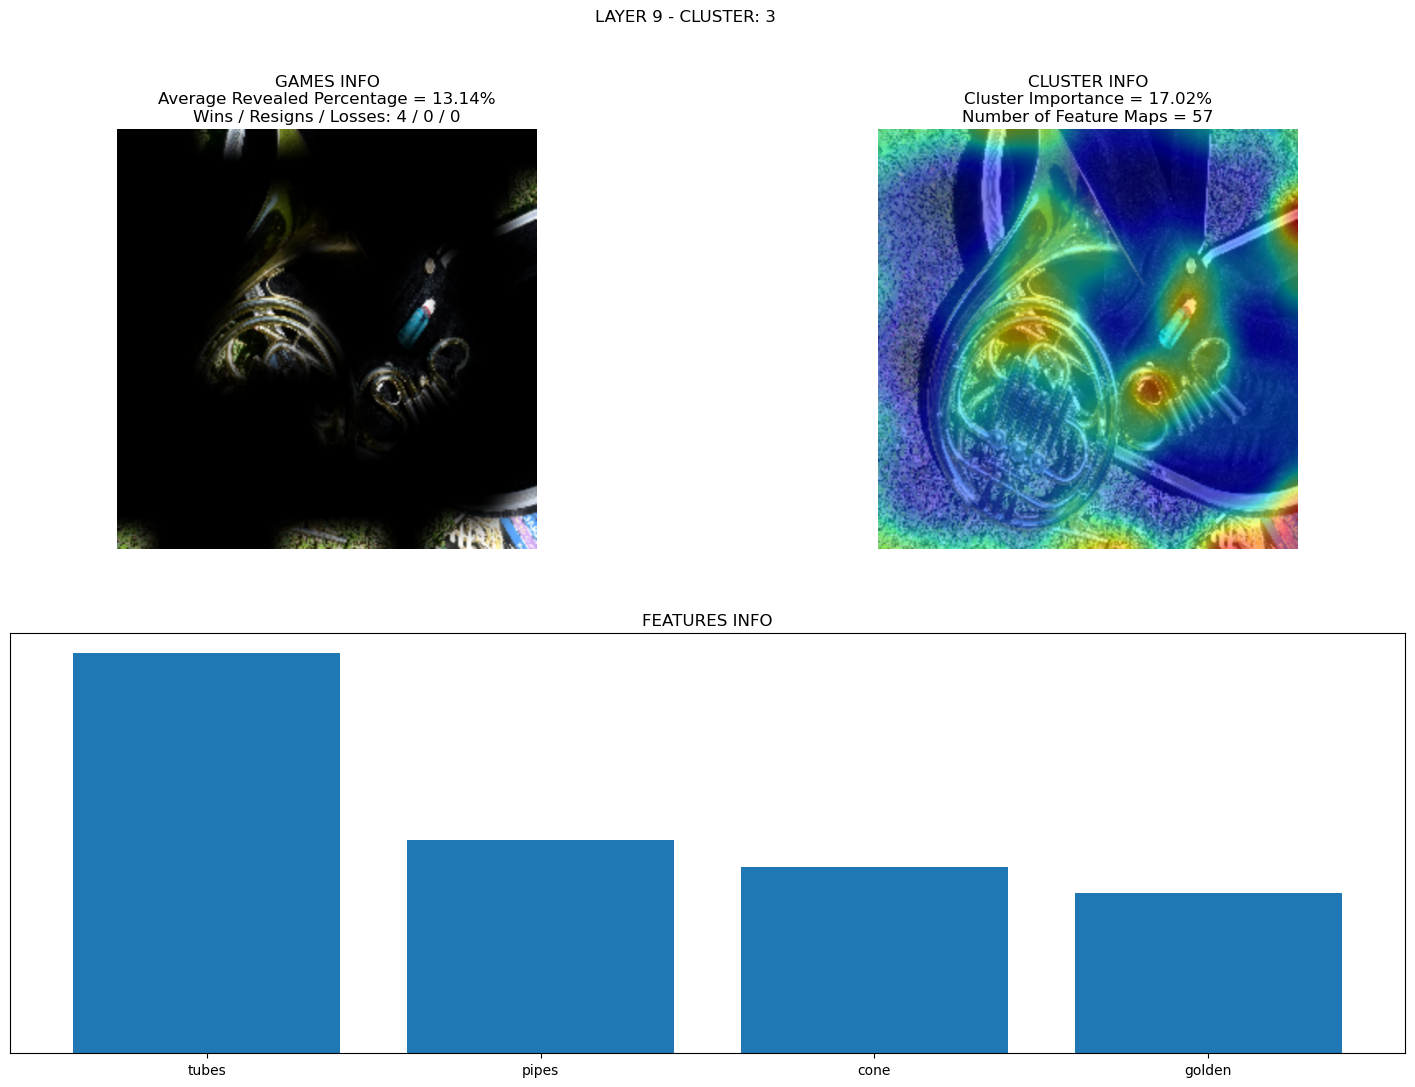 LAYER 9 - CLUSTER: 3
GAMES INFO
Average Revealed Percentage = 13.14%
Wins / Resigns / Losses: 4 / 0 / 0
CLUSTER INFO
Cluster Importance = 17.02%
Number of Feature Maps = 57
FEATURES INFO
tubes
pipes
cone
golden